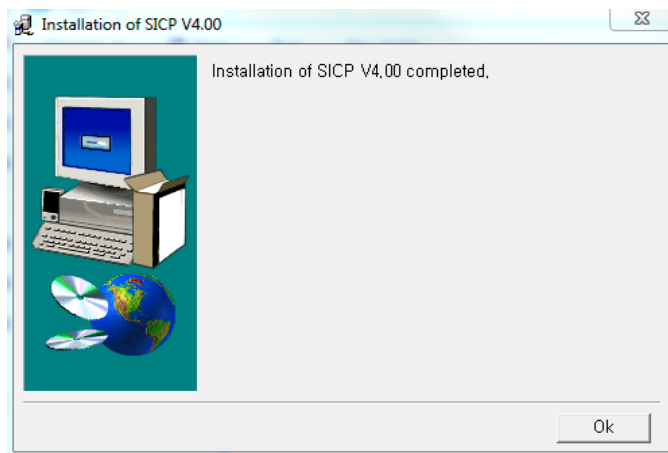 Installation of SICP V4.00
Installation of SICP V4,00 completed,
Ok